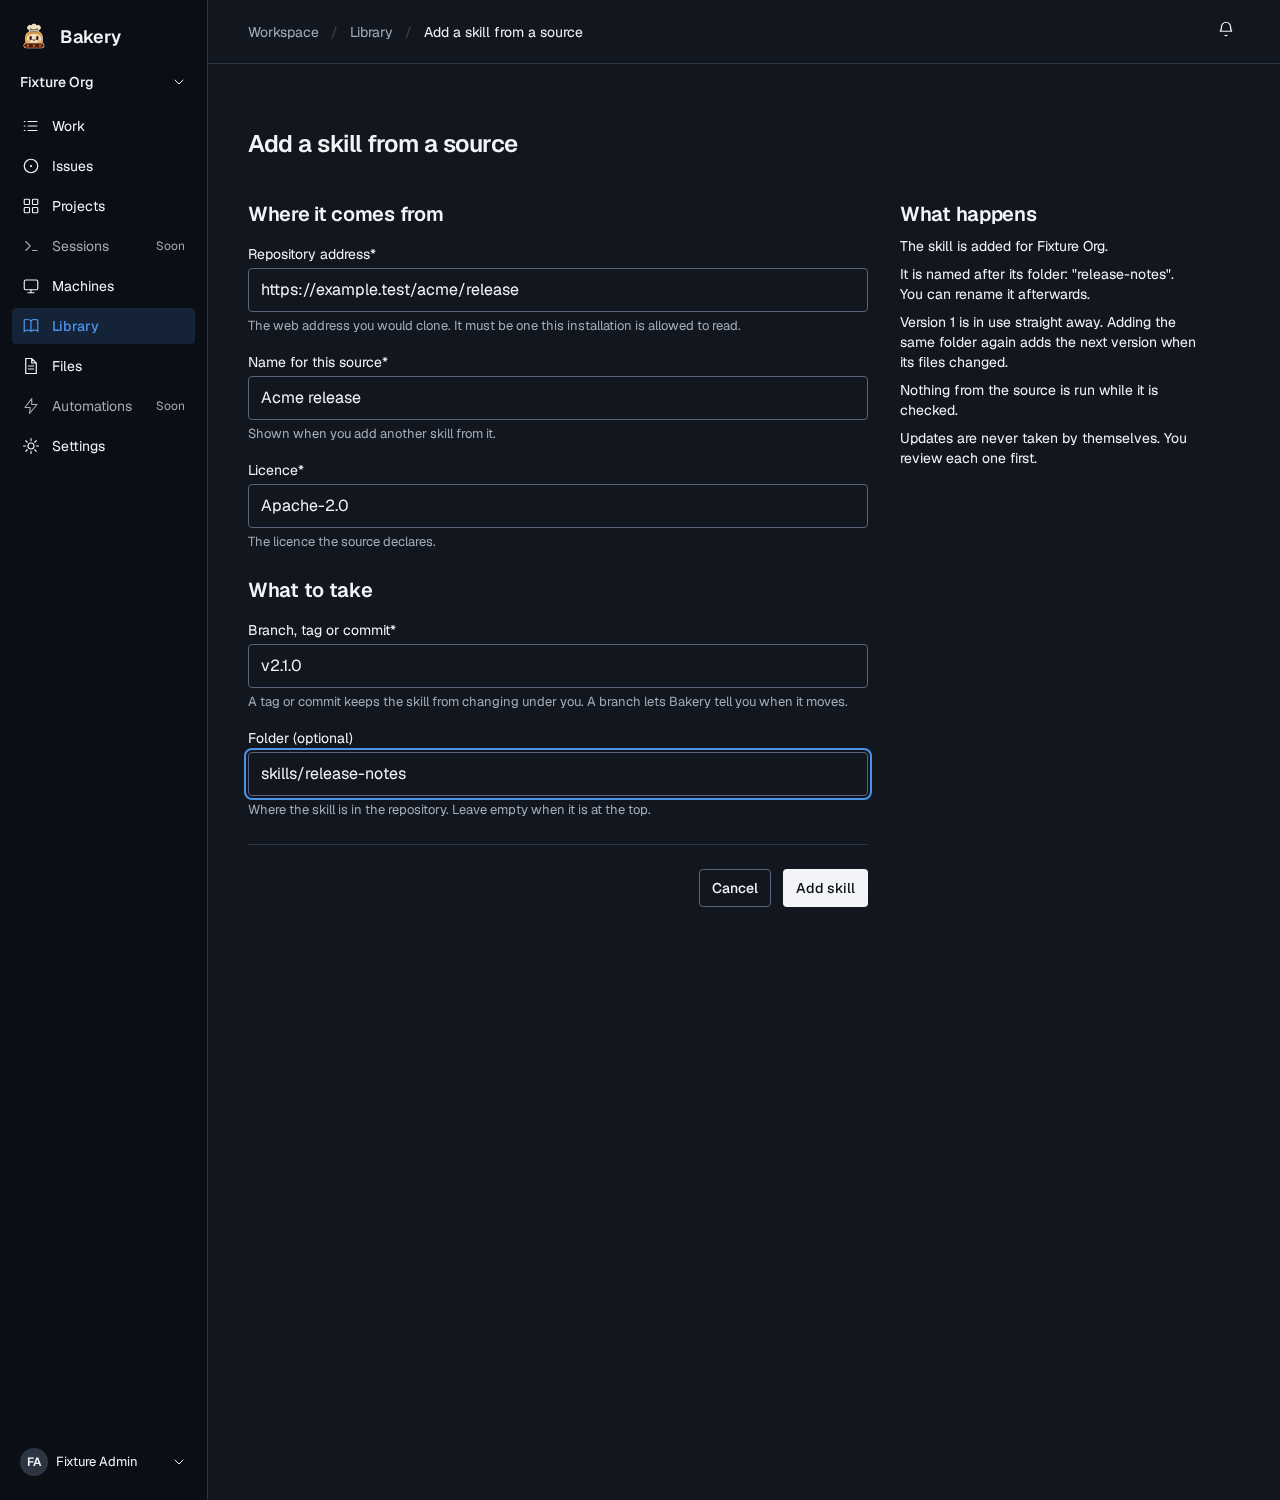 Bakery
Fixture Org
Work
Issues
Projects
Sessions Soon
Machines
Library
Files
Automations Soon
Settings
FA Fixture Admin
Workspace / Library / Add a skill from a source
Add a skill from a source
Where it comes from
Repository address*
https://example.test/acme/release
The web address you would clone. It must be one this installation is allowed to read.
Name for this source*
Acme release
Shown when you add another skill from it.
Licence*
Apache-2.0
The licence the source declares.
What to take
Branch, tag or commit*
v2.1.0
A tag or commit keeps the skill from changing under you. A branch lets Bakery tell you when it moves.
Folder (optional)
skills/release-notes
Where the skill is in the repository. Leave empty when it is at the top.
Cancel Add skill
What happens
The skill is added for Fixture Org.
It is named after its folder: "release-notes".
You can rename it afterwards.
Version 1 is in use straight away. Adding the
same folder again adds the next version when
its files changed.
Nothing from the source is run while it is
checked.
Updates are never taken by themselves. You
review each one first.